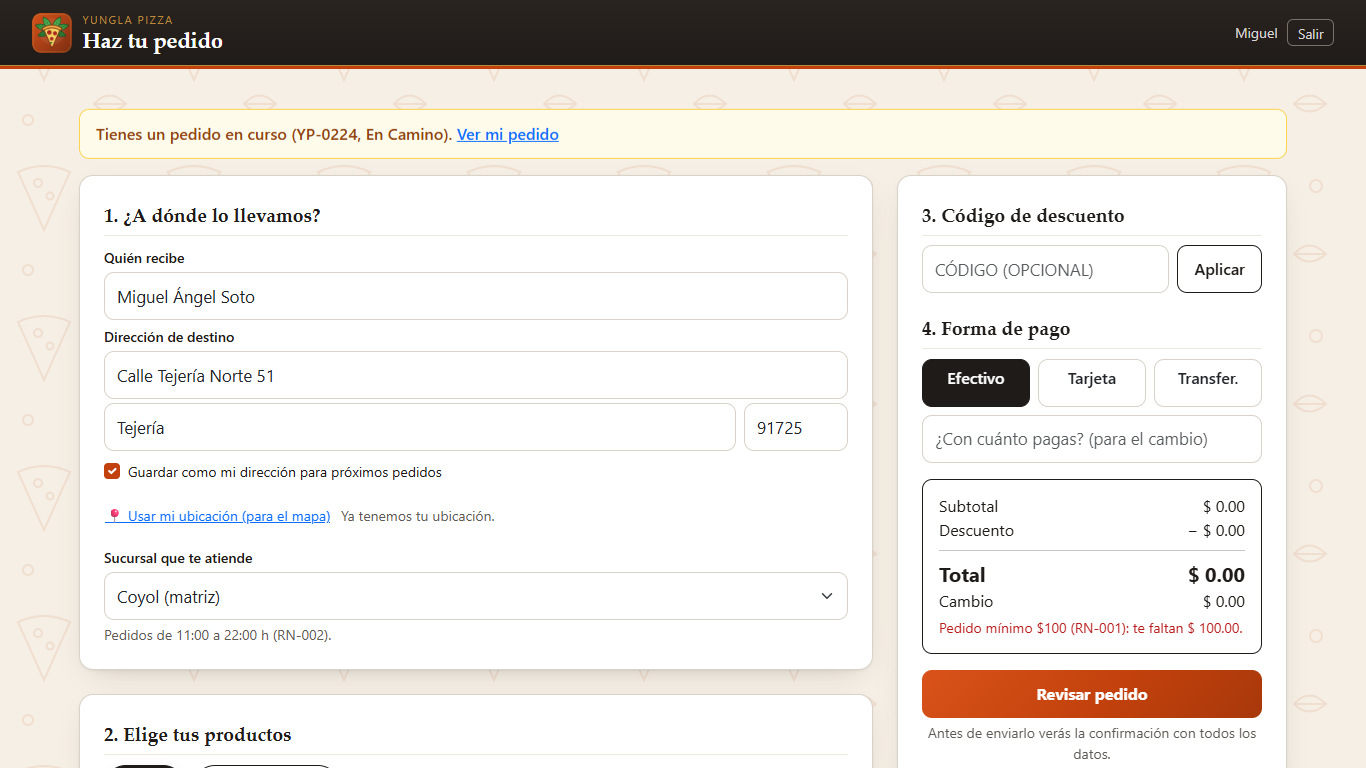 YUNGLA PIZZA
Haz tu pedido
Miguel
Salir
Tienes un pedido en curso (YP-0224, En Camino). Ver mi pedido
1. ¿A dónde lo llevamos?
Quién recibe
Miguel Ángel Soto
Dirección de destino
Calle Tejería Norte 51
Tejería
91725
Guardar como mi dirección para próximos pedidos
Usar mi ubicación (para el mapa) Ya tenemos tu ubicación.
Sucursal que te atiende
Coyol (matriz)
Pedidos de 11:00 a 22:00 h (RN-002).
2. Elige tus productos
3. Código de descuento
CÓDIGO (OPCIONAL)
Aplicar
4. Forma de pago
Efectivo
Tarjeta
Transfer.
¿Con cuánto pagas? (para el cambio)
Subtotal $ 0.00
Descuento − $ 0.00
Total $ 0.00
Cambio $ 0.00
Pedido mínimo $100 (RN-001): te faltan $ 100.00.
Revisar pedido
Antes de enviarlo verás la confirmación con todos los
datos.